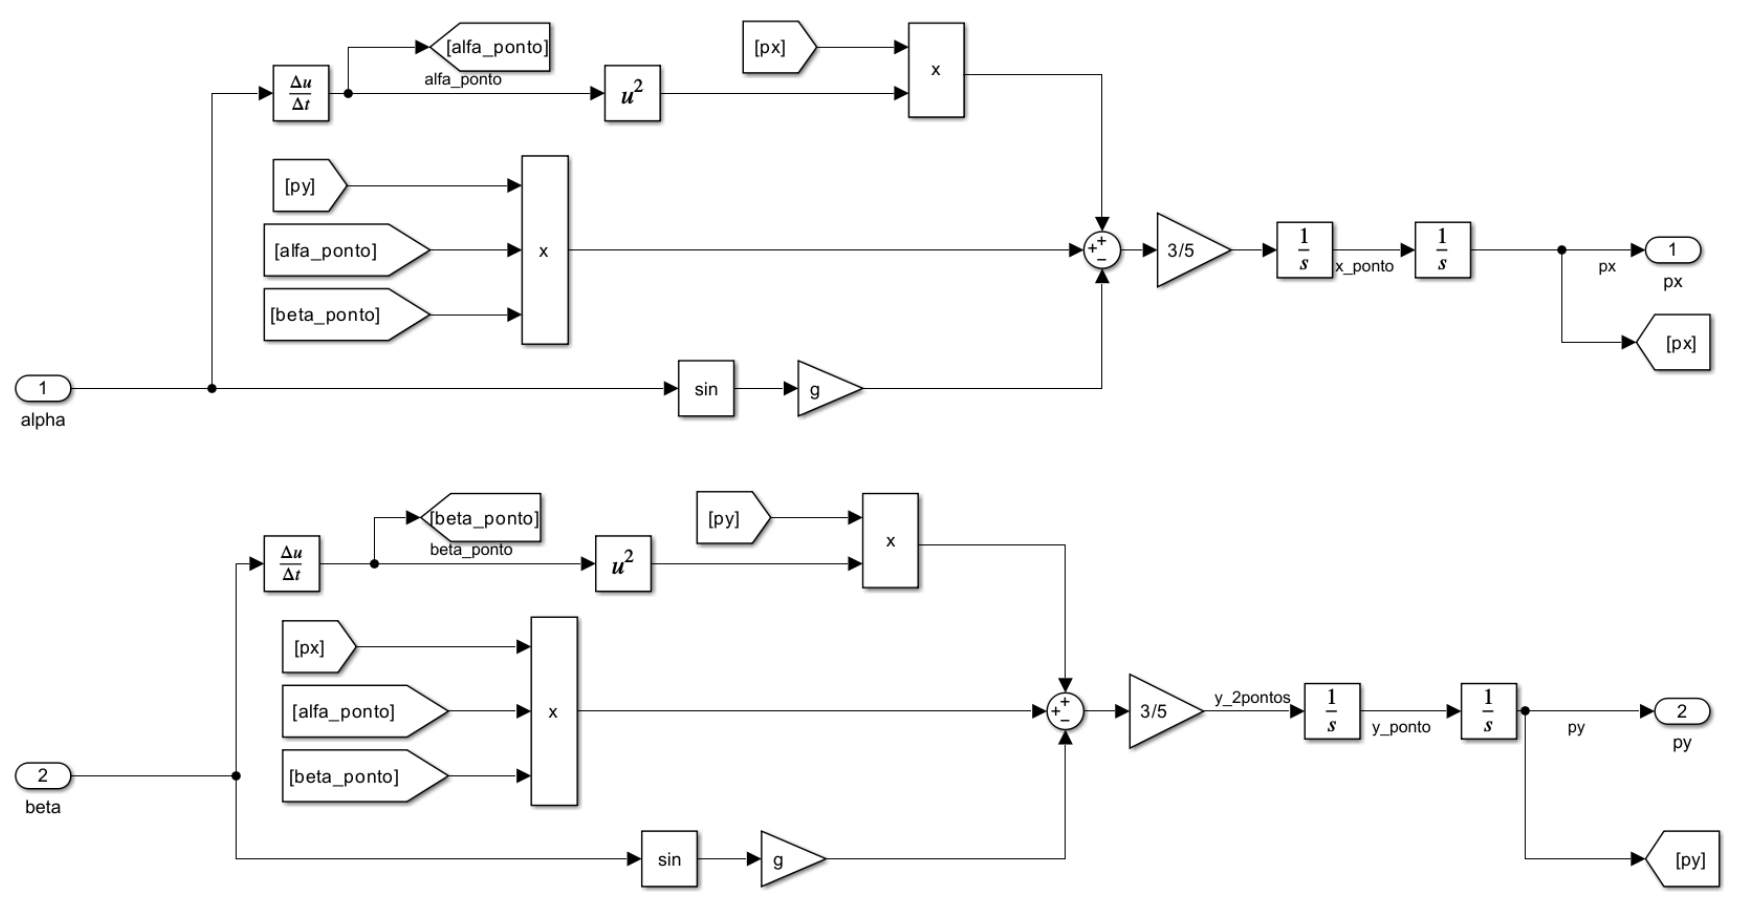 [alfa_ponto]
[px]
x
Δu
Δt
alfa_ponto
u²
[py]
[alfa_ponto]
x
[beta_ponto]
+
+
−
3/5
1
s
x_ponto
1
s
px
1
px
[px]
1
alpha
sin
g
[beta_ponto]
[py]
x
Δu
Δt
beta_ponto
u²
[px]
[alfa_ponto]
x
[beta_ponto]
+
+
−
3/5
y_2pontos
1
s
y_ponto
1
s
py
2
py
2
beta
sin
g
[py]